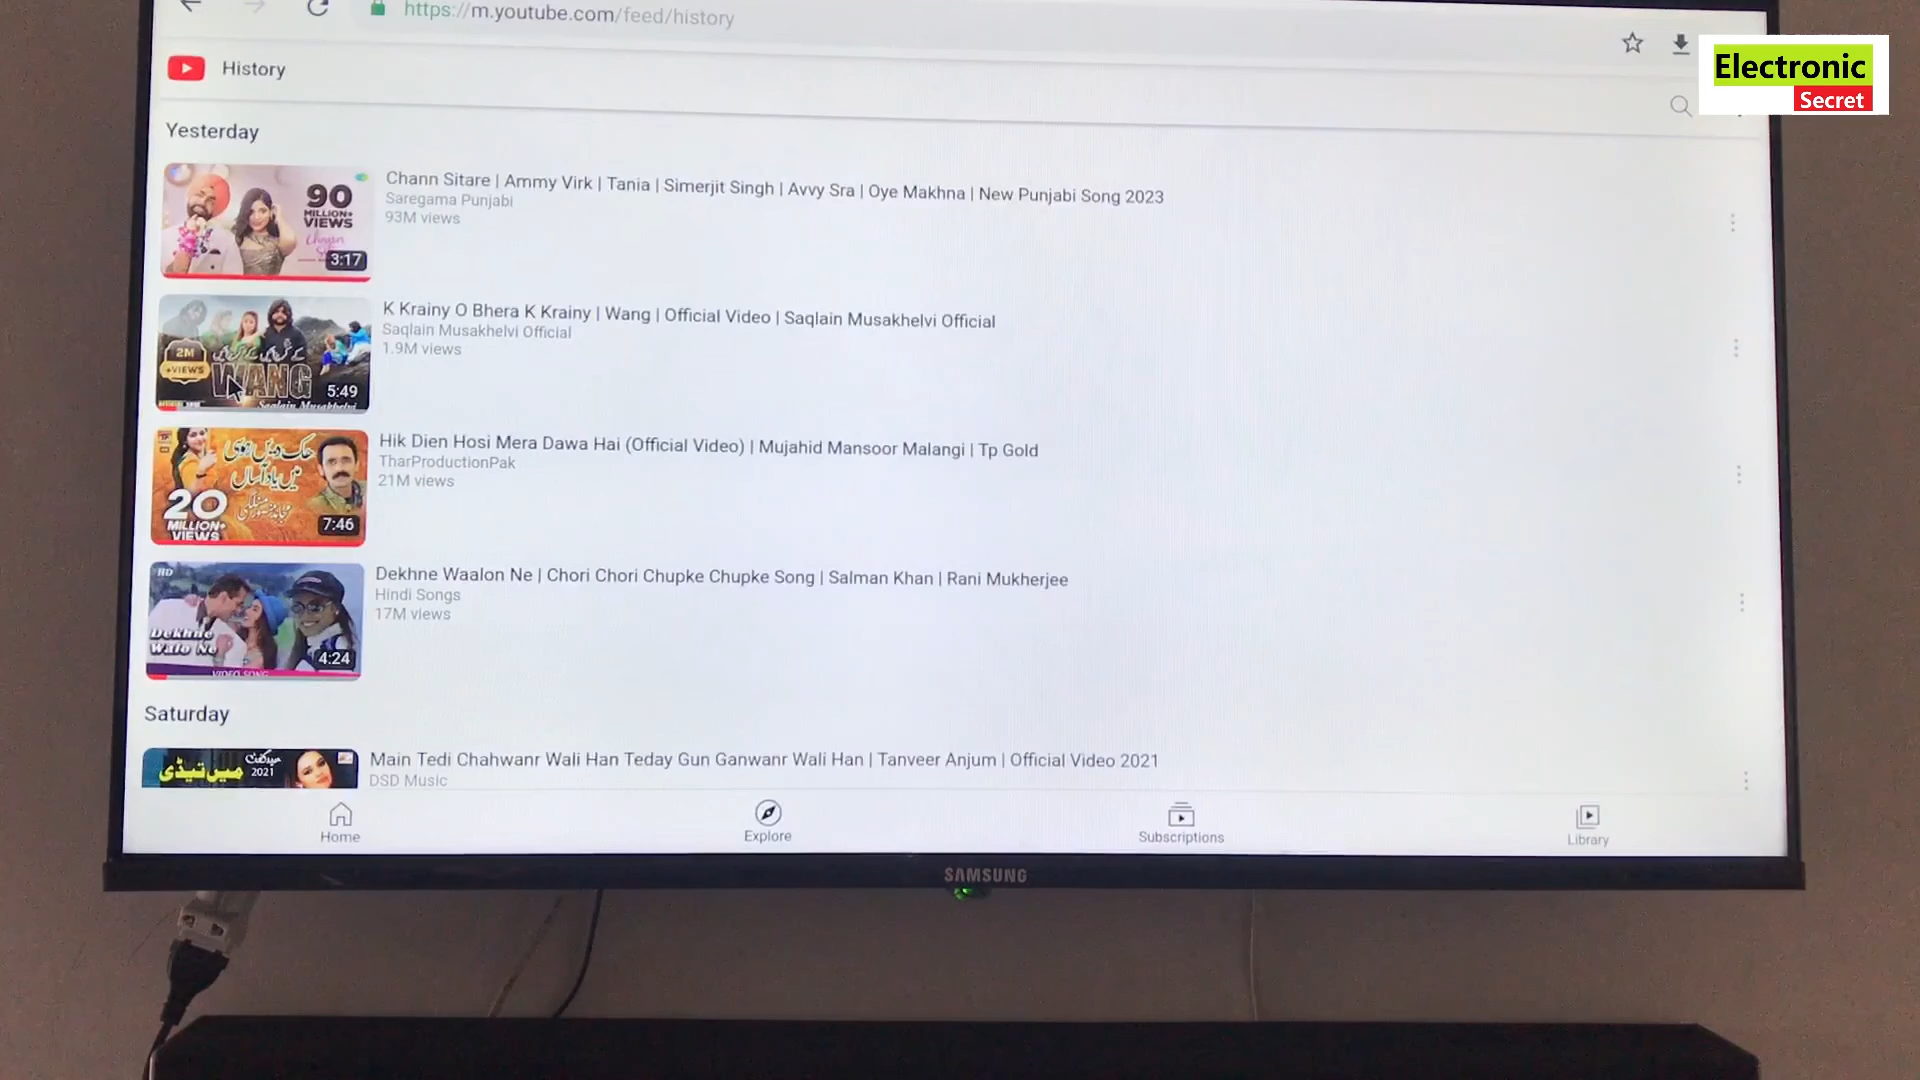 https://m.youtube.com/feed/history
History
Electronic
Secret
Yesterday
90
MILLION+
VIEWS
3:17
Chann Sitare | Ammy Virk | Tania | Simerjit Singh | Avvy Sra | Oye Makhna | New Punjabi Song 2023
Saregama Punjabi
93M views
2M
+VIEWS
WANG
5:49
Saqlain Musakhelvi
K Krainy O Bhera K Krainy | Wang | Official Video | Saqlain Musakhelvi Official
Saqlain Musakhelvi Official
1.9M views
20
MILLION+
VIEWS
7:46
Hik Dien Hosi Mera Dawa Hai (Official Video) | Mujahid Mansoor Malangi | Tp Gold
TharProductionPak
21M views
HD
Dekhne
Walo Ne
4:24
VIDEO SONG
Dekhne Waalon Ne | Chori Chori Chupke Chupke Song | Salman Khan | Rani Mukherjee
Hindi Songs
17M views
Saturday
میں تیڈی
2021
Main Tedi Chahwanr Wali Han Teday Gun Ganwanr Wali Han | Tanveer Anjum | Official Video 2021
DSD Music
Home
Explore
Subscriptions
Library
SAMSUNG